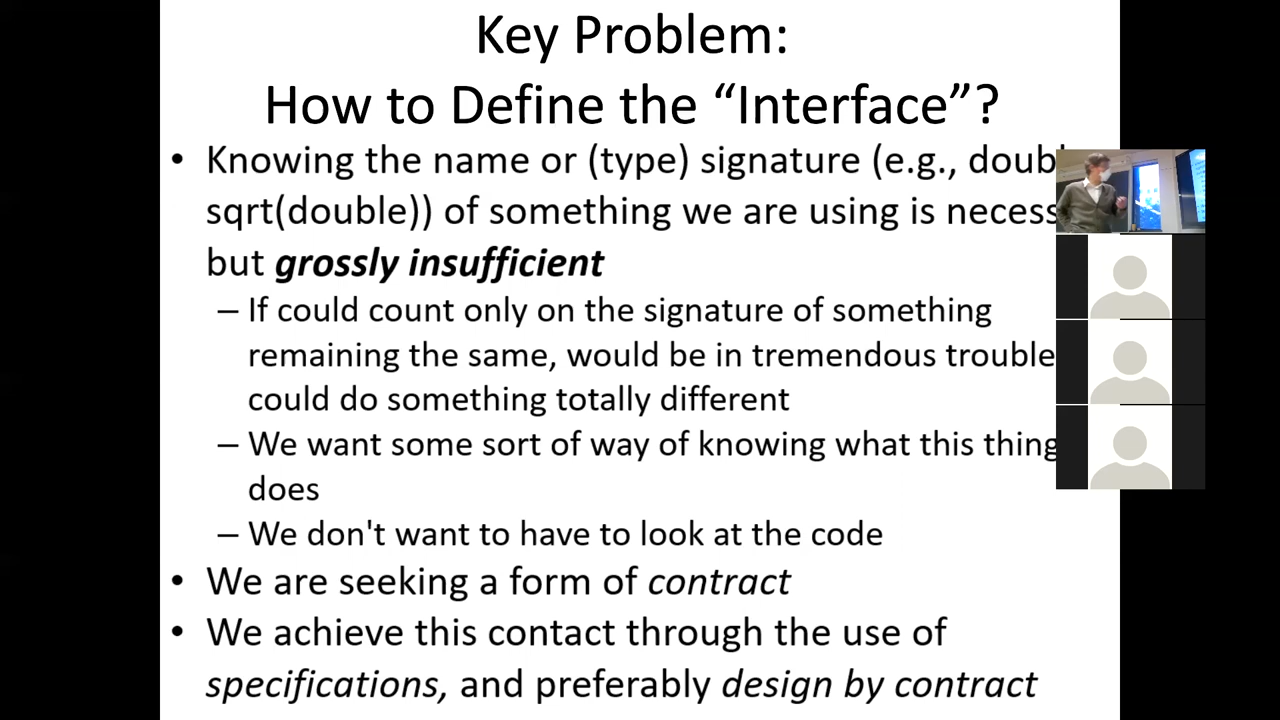 Key Problem:
How to Define the “Interface”?
• Knowing the name or (type) signature (e.g.,
sqrt(double)) of something we are using is
but grossly insufficient
– If could count only on the signature of something
remaining the same, would be in tremendous trouble
could do something totally different
– We want some sort of way of knowing what this thing
does
– We don't want to have to look at the code
• We are seeking a form of contract
• We achieve this contact through the use of
specifications, and preferably design by contract